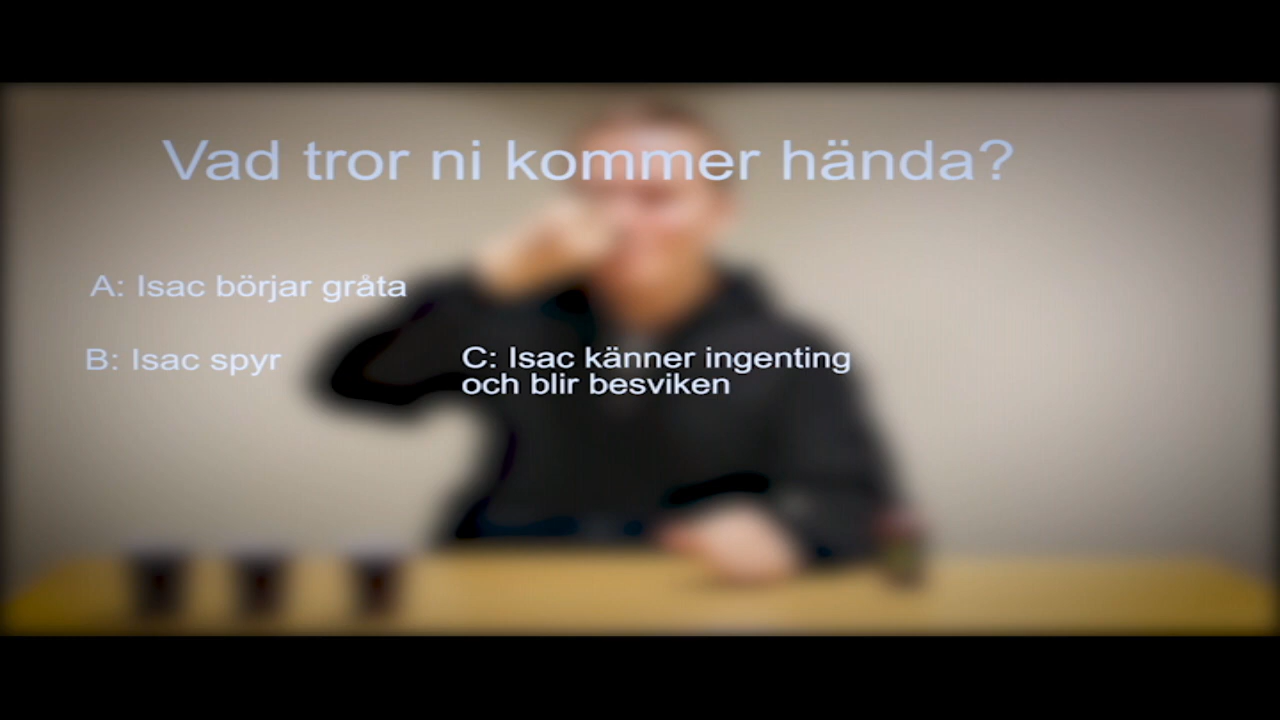 Vad tror ni kommer hända?
A: Isac börjar gråta
B: Isac spyr
C: Isac känner ingenting
och blir besviken